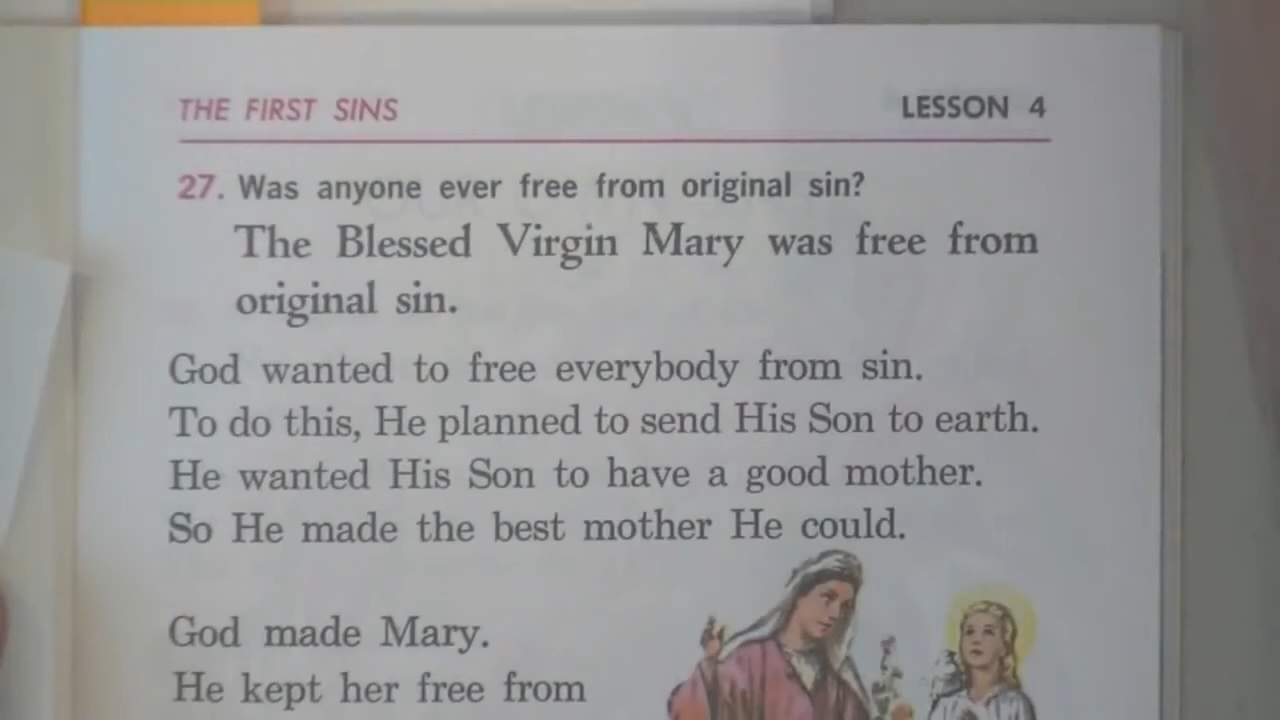 THE FIRST SINS LESSON 4
27. Was anyone ever free from original sin?
The Blessed Virgin Mary was free from
original sin.
God wanted to free everybody from sin.
To do this, He planned to send His Son to earth.
He wanted His Son to have a good mother.
So He made the best mother He could.
God made Mary.
He kept her free from